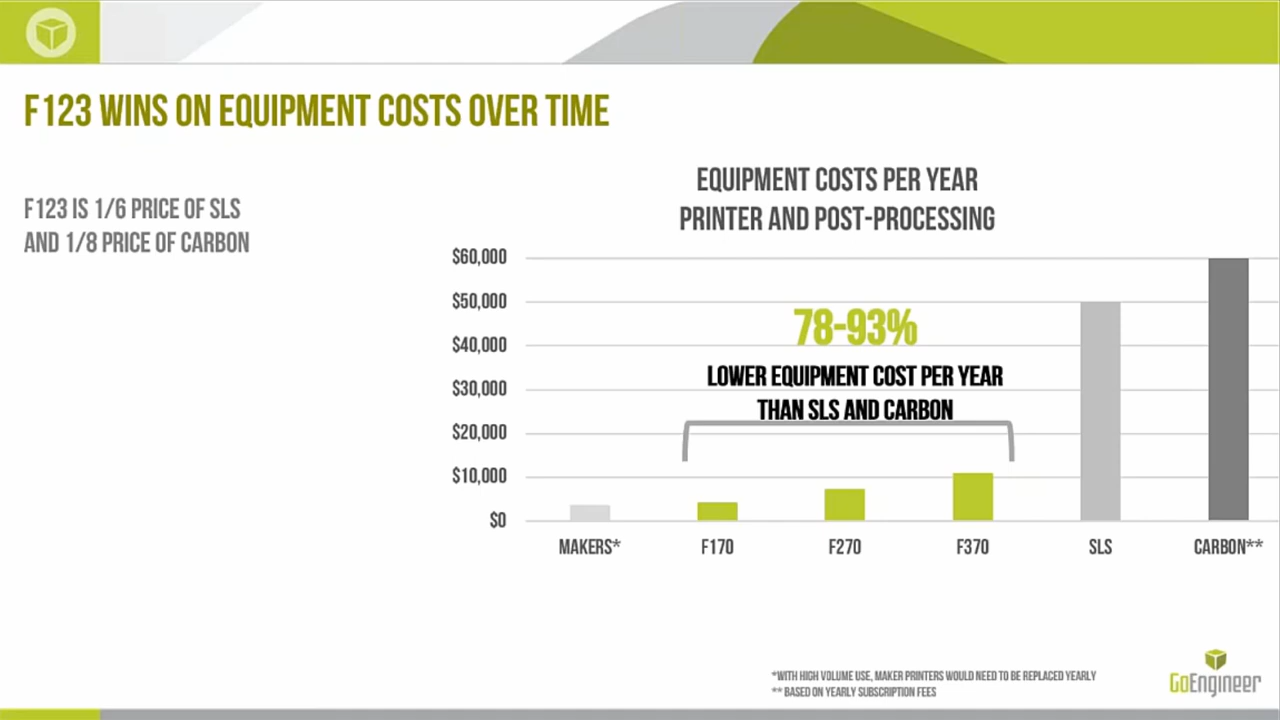 F123 WINS ON EQUIPMENT COSTS OVER TIME
F123 IS 1/6 PRICE OF SLS
AND 1/8 PRICE OF CARBON
EQUIPMENT COSTS PER YEAR
PRINTER AND POST-PROCESSING
$60,000
$50,000
$40,000
$30,000
$20,000
$10,000
$0
78-93%
LOWER EQUIPMENT COST PER YEAR
THAN SLS AND CARBON
MAKERS*
F170
F270
F370
SLS
CARBON**
*WITH HIGH VOLUME USE, MAKER PRINTERS WOULD NEED TO BE REPLACED YEARLY
** BASED ON YEARLY SUBSCRIPTION FEES
GoEngineer